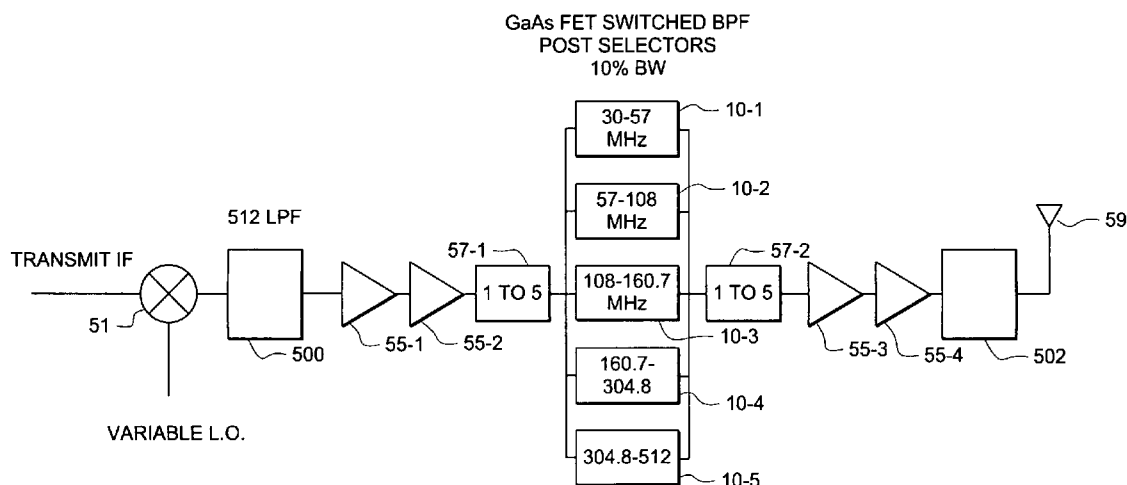 GaAs FET SWITCHED BPF
POST SELECTORS
10% BW
30-57
MHz
10-1
57-108
MHz
10-2
512 LPF
57-1
57-2
59
TRANSMIT IF
1 TO 5
108-160.7
MHz
1 TO 5
51
500
55-1
55-2
10-3
55-3
55-4
502
160.7-
304.8
10-4
VARIABLE L.O.
304.8-512
10-5